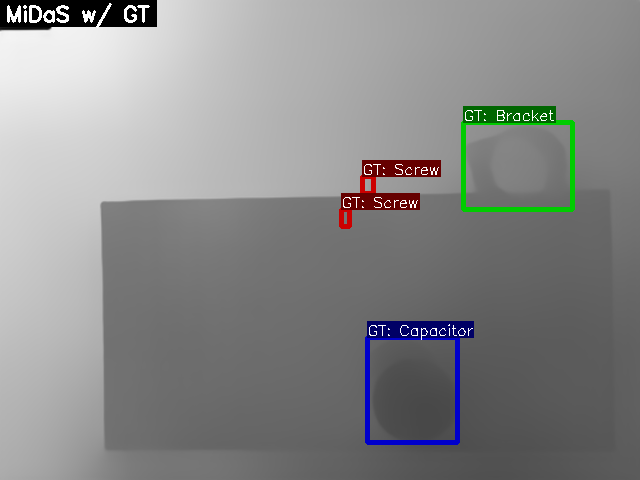 MiDaS w/ GT
GT: Bracket
GT: Screw
GT: Screw
GT: Capacitor